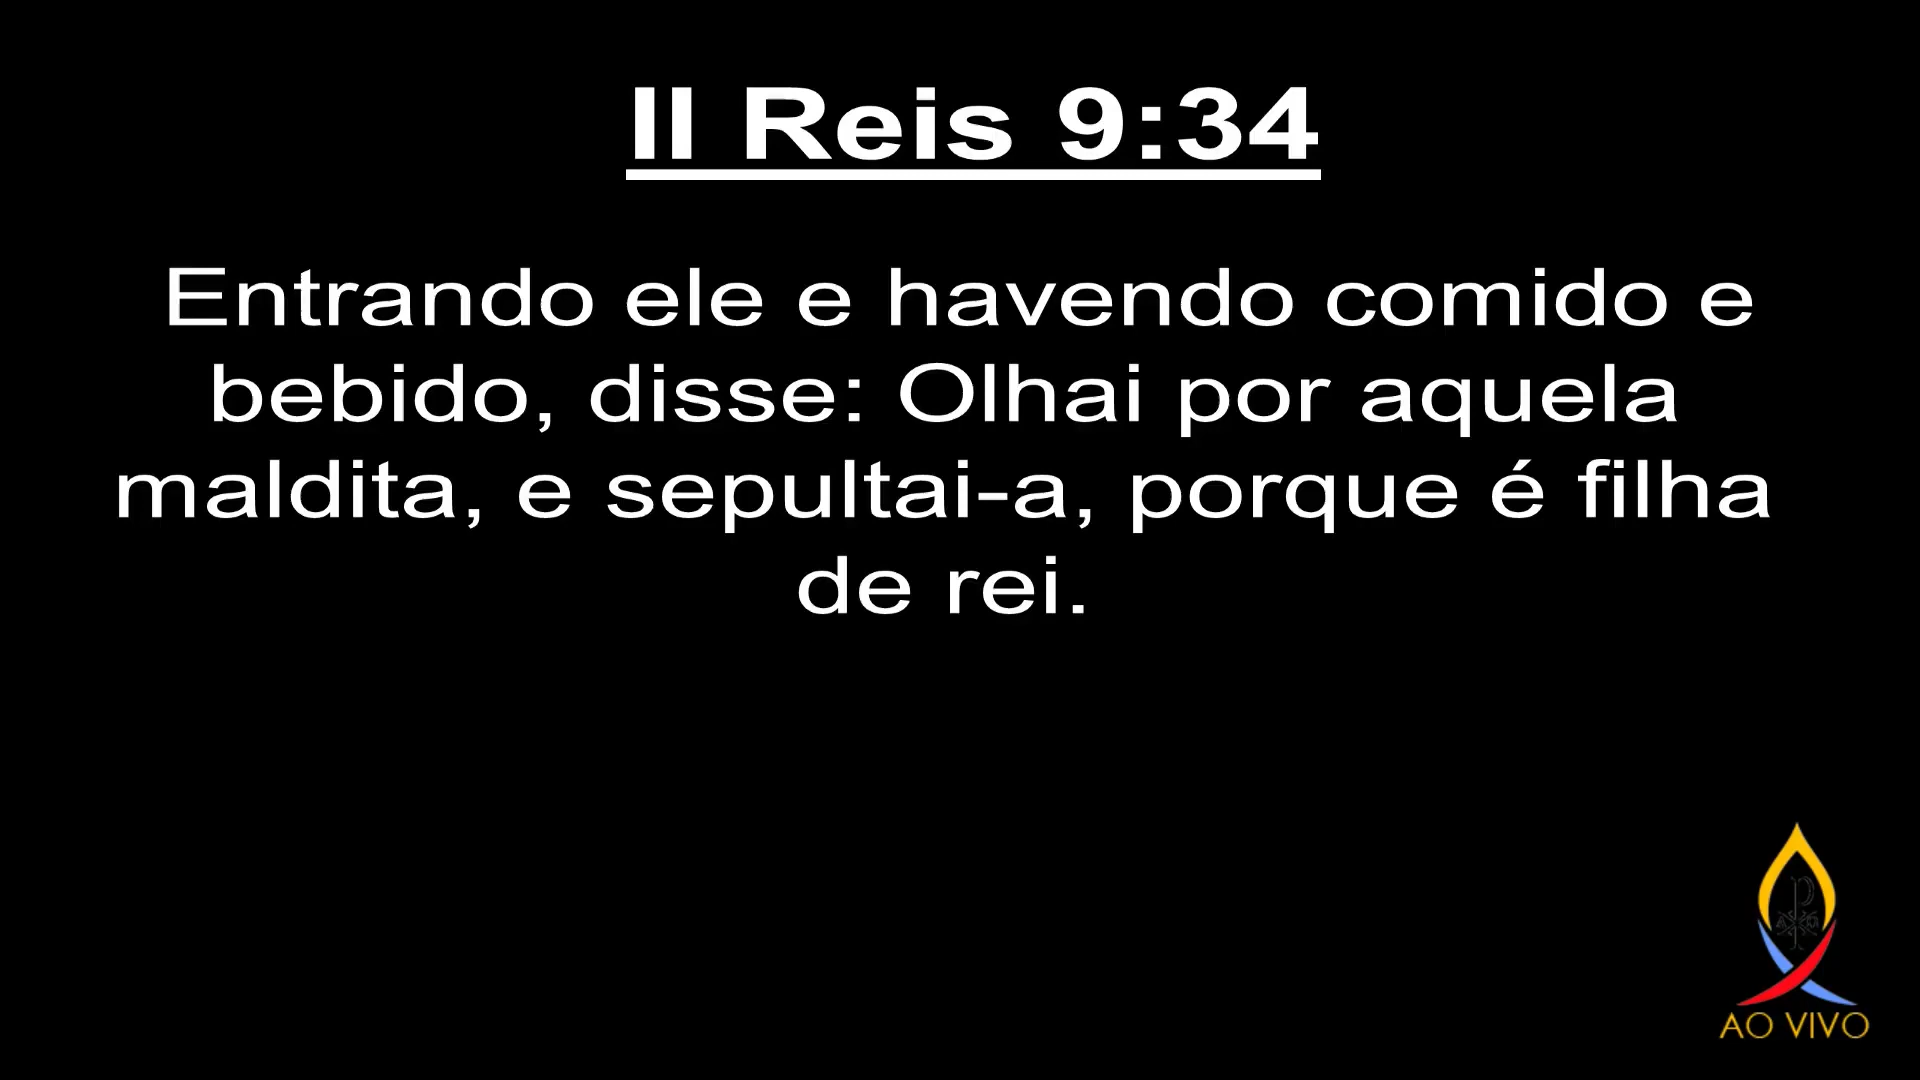 II Reis 9:34
Entrando ele e havendo comido e
bebido, disse: Olhai por aquela
maldita, e sepultai-a, porque é filha
de rei.
AO VIVO